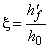 ξ = h′f / h0